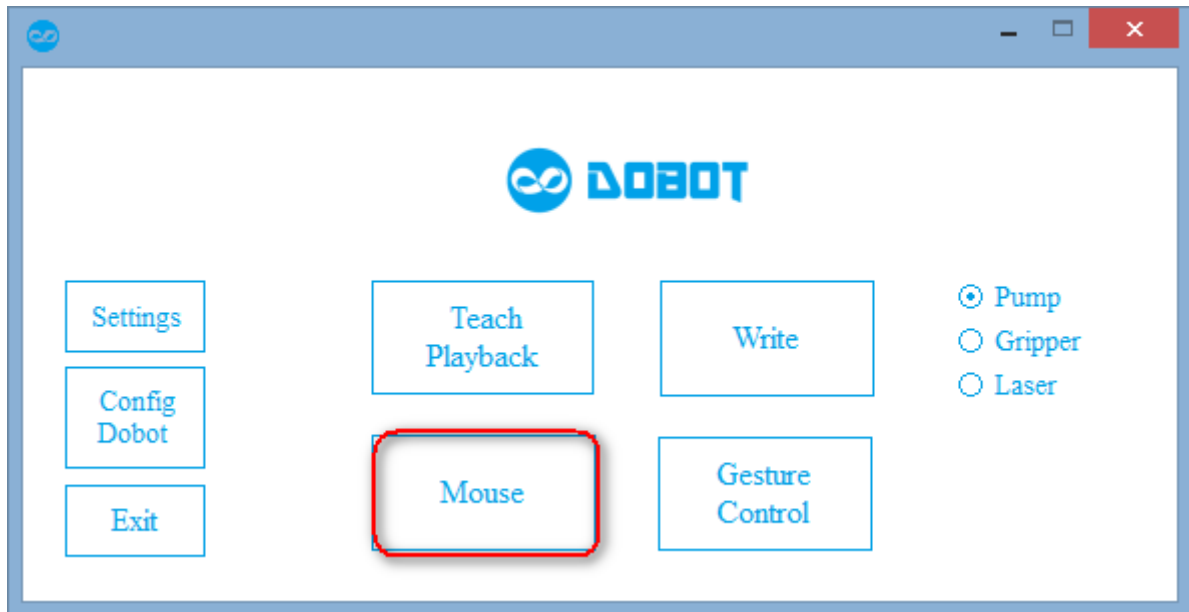 DOBOT
Settings
Config
Dobot
Exit
Teach
Playback
Write
Mouse
Gesture
Control
Pump
Gripper
Laser